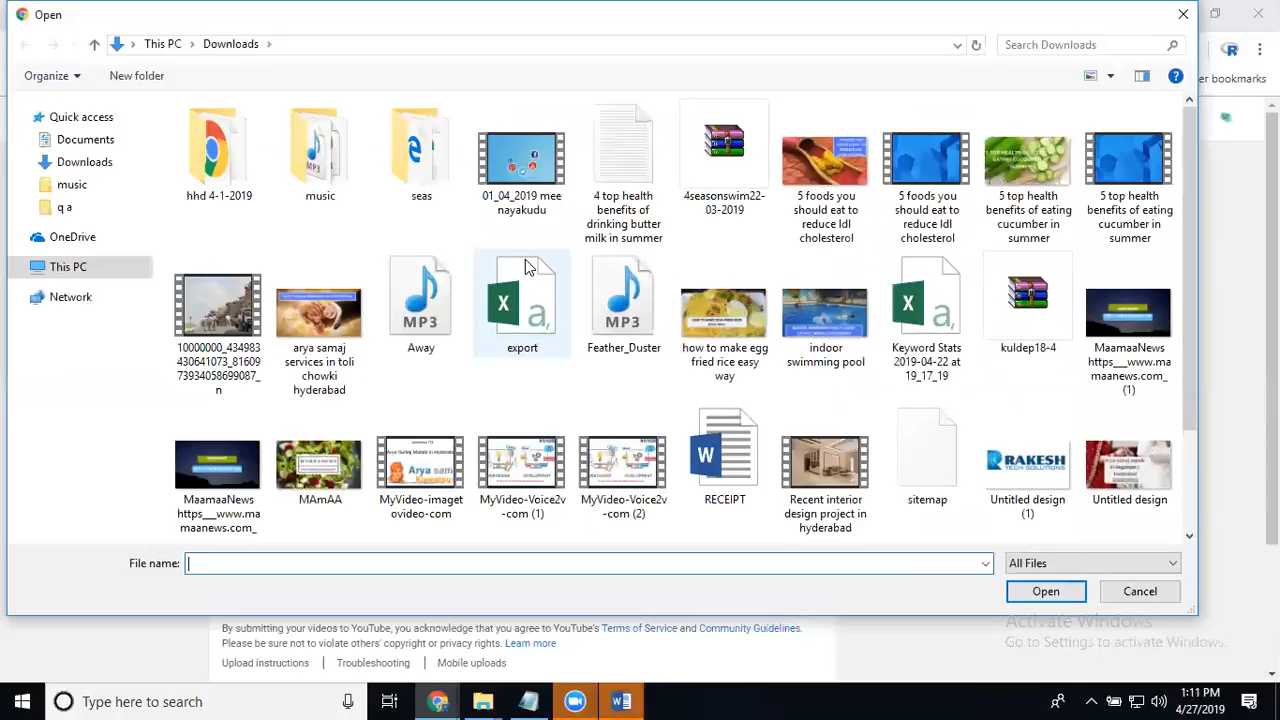 Open
This PC
Downloads
Search Downloads
Organize
New folder
er bookmarks
Quick access
Documents
Downloads
music
q a
OneDrive
This PC
Network
hhd 4-1-2019
music
seas
01_04_2019 mee
nayakudu
4 top health
benefits of
drinking butter
milk in summer
4seasonswim22-
03-2019
5 foods you
should eat to
reduce ldl
cholesterol
5 foods you
should eat to
reduce ldl
cholesterol
5 top health
benefits of eating
cucumber in
summer
5 top health
benefits of eating
cucumber in
summer
10000000_434983
430641073_81609
73934058699087_
n
arya samaj
services in toli
chowki
hyderabad
MP3
Away
export
MP3
Feather_Duster
how to make egg
fried rice easy
way
indoor
swimming pool
Keyword Stats
2019-04-22 at
19_17_19
kuldep18-4
MaamaaNews
https___www.ma
maanews.com_
(1)
MaamaaNews
https___www.ma
maanews.com_
MAmAA
MyVideo-imaget
ovideo-com
MyVideo-Voice2v
-com (1)
MyVideo-Voice2v
-com (2)
RECEIPT
Recent interior
design project in
hyderabad
sitemap
RAKESH
TECH SOLUTIONS
Untitled design
(1)
Untitled design
File name:
All Files
Open
Cancel
Activate Windows
Go to Settings to activate Windows.
By submitting your videos to YouTube, you acknowledge that you agree to YouTube's Terms of Service and Community Guidelines.
Please be sure not to violate others' copyright or privacy rights. Learn more
Upload instructions
Troubleshooting
Mobile uploads
Type here to search
1:11 PM
4/27/2019